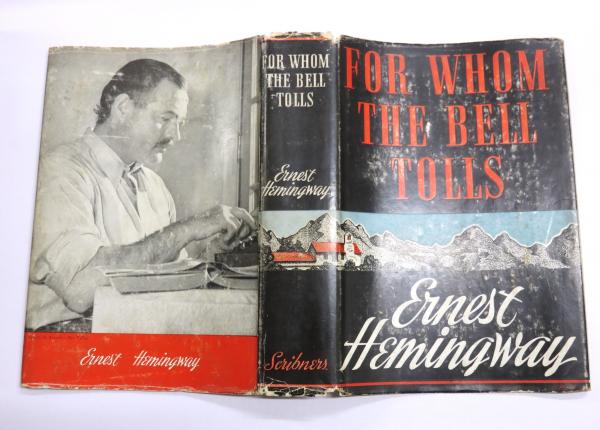 Ernest Hemingway
FOR WHOM
THE BELL
TOLLS
Ernest
Hemingway
Scribners
FOR WHOM
THE BELL
TOLLS
Ernest
Hemingway